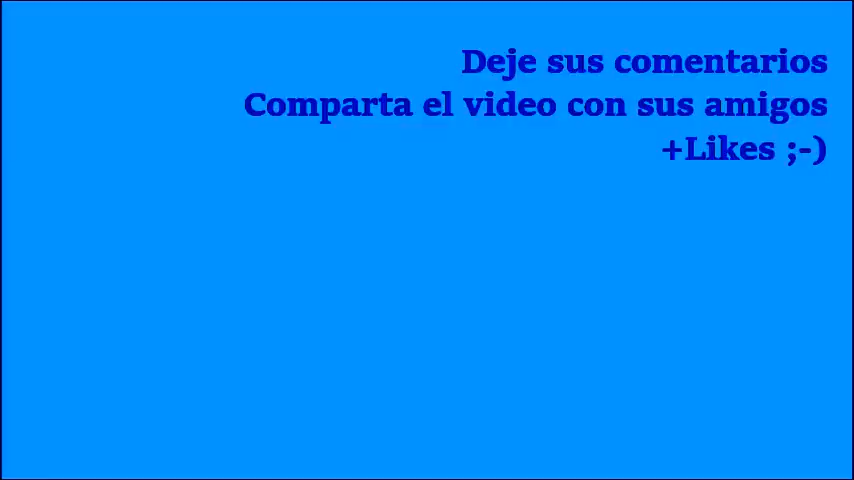 Deje sus comentarios
Comparta el video con sus amigos
+Likes ;-)